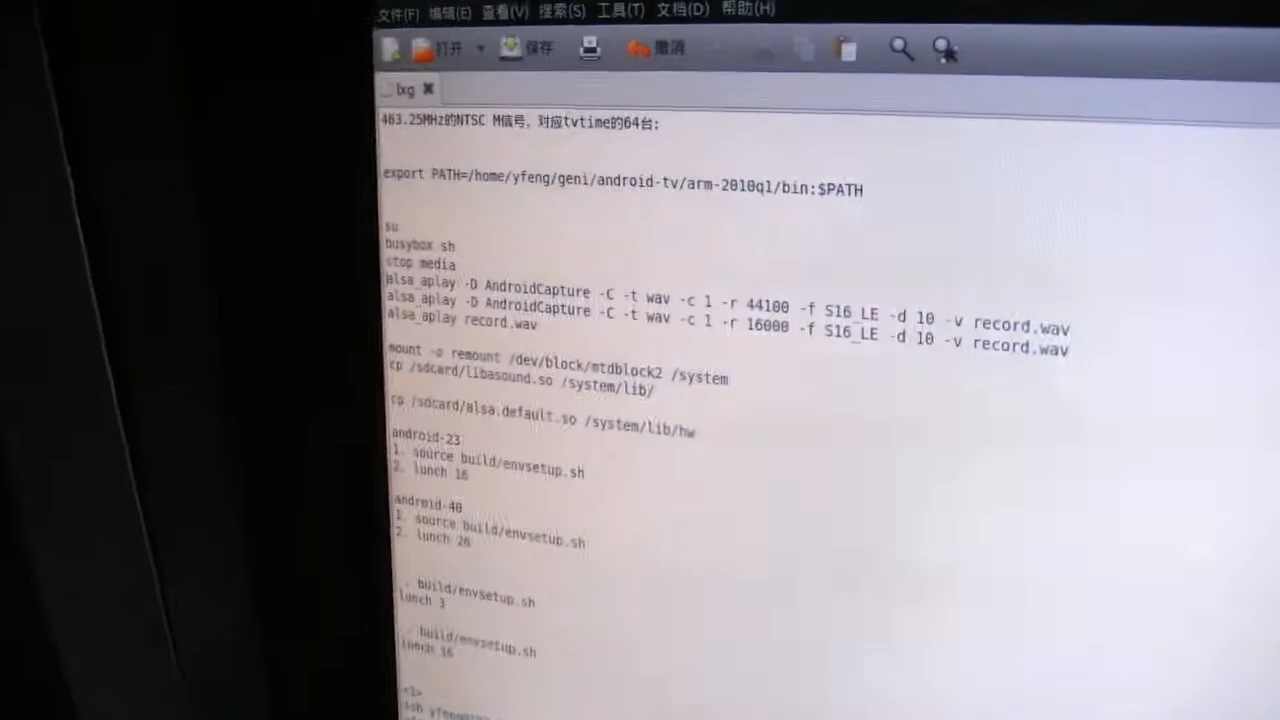 文件(F) 编辑(E) 查看(V) 搜索(S) 工具(T) 文档(D) 帮助(H)
打开 保存 撤消
lxg
463.25MHz的NTSC M信号，对应tvtime的64台:
export PATH=/home/yfeng/geni/android-tv/arm-2010q1/bin:$PATH
su
busybox sh
stop media
alsa_aplay -D AndroidCapture -C -t wav -c 1 -r 44100 -f S16_LE -d 10 -v record.wav
alsa_aplay -D AndroidCapture -C -t wav -c 1 -r 16000 -f S16_LE -d 10 -v record.wav
alsa_aplay record.wav
mount -o remount /dev/block/mtdblock2 /system
cp /sdcard/libasound.so /system/lib/
cp /sdcard/alsa.default.so /system/lib/hw
android-23
1. source build/envsetup.sh
2. lunch 16
android-40
1. source build/envsetup.sh
2. lunch 26
. build/envsetup.sh
lunch 3
. build/envsetup.sh
lunch 16
<1>
ssh